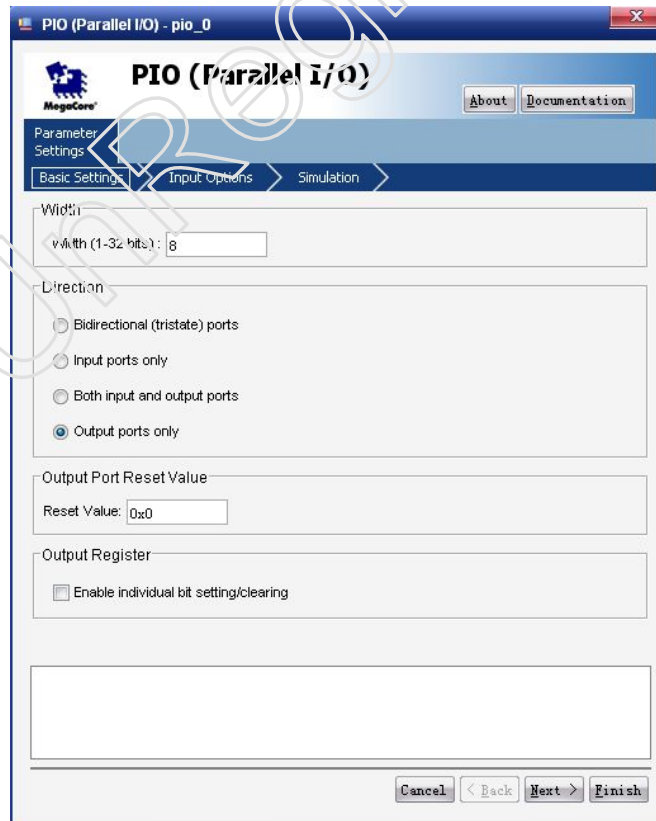 PIO (Parallel I/O) - pio_0
X
MegaCore®
PIO (Parallel I/O)
About
Documentation
Parameter
Settings
Basic Settings
Input Options
Simulation
Width
Width (1-32 bits) : 8
Direction
Bidirectional (tristate) ports
Input ports only
Both input and output ports
Output ports only
Output Port Reset Value
Reset Value: 0x0
Output Register
Enable individual bit setting/clearing
Cancel
< Back
Next >
Finish